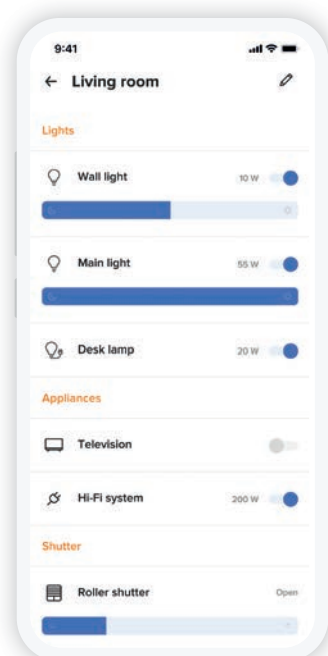 9:41
Living room
Lights
Wall light 10 W
Main light 55 W
Desk lamp 20 W
Appliances
Television
Hi-Fi system 200 W
Shutter
Roller shutter Open